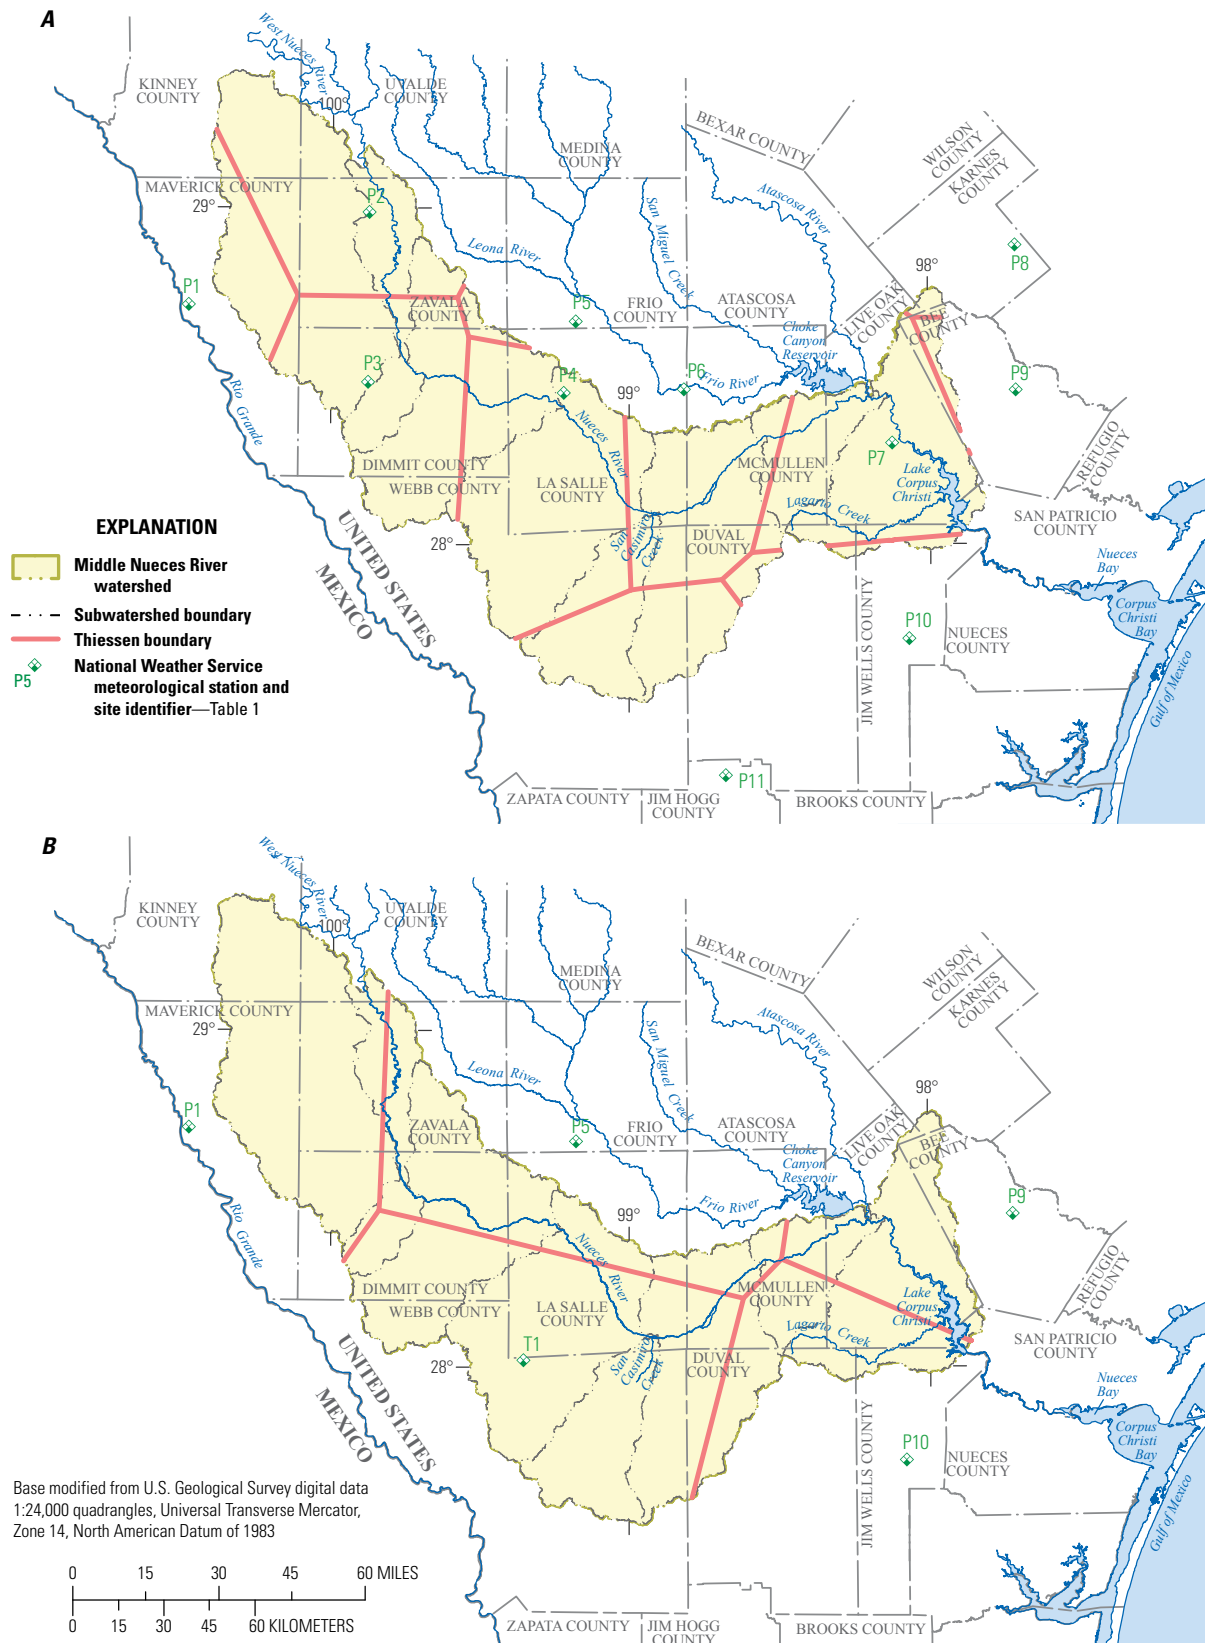 A
West Nueces River
KINNEY
COUNTY
UVALDE
COUNTY
100°
BEXAR COUNTY
WILSON
COUNTY
KARNES
COUNTY
MEDINA
COUNTY
MAVERICK COUNTY
29°
P2
San Miguel Creek
Atascosa River
Leona River
P8
98°
P1
ZAVALA
COUNTY
P5
FRIO
COUNTY
ATASCOSA
COUNTY
LIVE OAK
COUNTY
BEE
COUNTY
Choke
Canyon
Reservoir
P3
P4
P6
Frio River
P9
99°
Rio Grande
Nueces
River
P7
REFUGIO
COUNTY
DIMMIT COUNTY
WEBB COUNTY
LA SALLE
COUNTY
MCMULLEN
COUNTY
Lake
Corpus
Christi
Lagarto Creek
SAN PATRICIO
COUNTY
UNITED STATES
MEXICO
28°
San
Casimiro
Creek
DUVAL
COUNTY
Nueces
Bay
Corpus
Christi
Bay
JIM WELLS COUNTY
P10
NUECES
COUNTY
Gulf of Mexico
P11
ZAPATA COUNTY
JIM HOGG
COUNTY
BROOKS COUNTY
EXPLANATION
Middle Nueces River
watershed
Subwatershed boundary
Thiessen boundary
P5
National Weather Service
meteorological station and
site identifier—Table 1
B
West Nueces River
KINNEY
COUNTY
UVALDE
COUNTY
100°
BEXAR COUNTY
WILSON
COUNTY
KARNES
COUNTY
MEDINA
COUNTY
MAVERICK COUNTY
29°
San Miguel Creek
Atascosa River
Leona River
98°
P1
ZAVALA
COUNTY
P5
FRIO
COUNTY
ATASCOSA
COUNTY
LIVE OAK
COUNTY
BEE
COUNTY
Choke
Canyon
Reservoir
Frio River
P9
99°
Rio Grande
Nueces
River
REFUGIO
COUNTY
DIMMIT COUNTY
WEBB COUNTY
LA SALLE
COUNTY
MCMULLEN
COUNTY
Lake
Corpus
Christi
Lagarto Creek
SAN PATRICIO
COUNTY
T1
UNITED STATES
MEXICO
28°
San
Casimiro
Creek
DUVAL
COUNTY
Nueces
Bay
Corpus
Christi
Bay
JIM WELLS COUNTY
P10
NUECES
COUNTY
Gulf of Mexico
ZAPATA COUNTY
JIM HOGG
COUNTY
BROOKS COUNTY
Base modified from U.S. Geological Survey digital data
1:24,000 quadrangles, Universal Transverse Mercator,
Zone 14, North American Datum of 1983
0 15 30 45 60 MILES
0 15 30 45 60 KILOMETERS